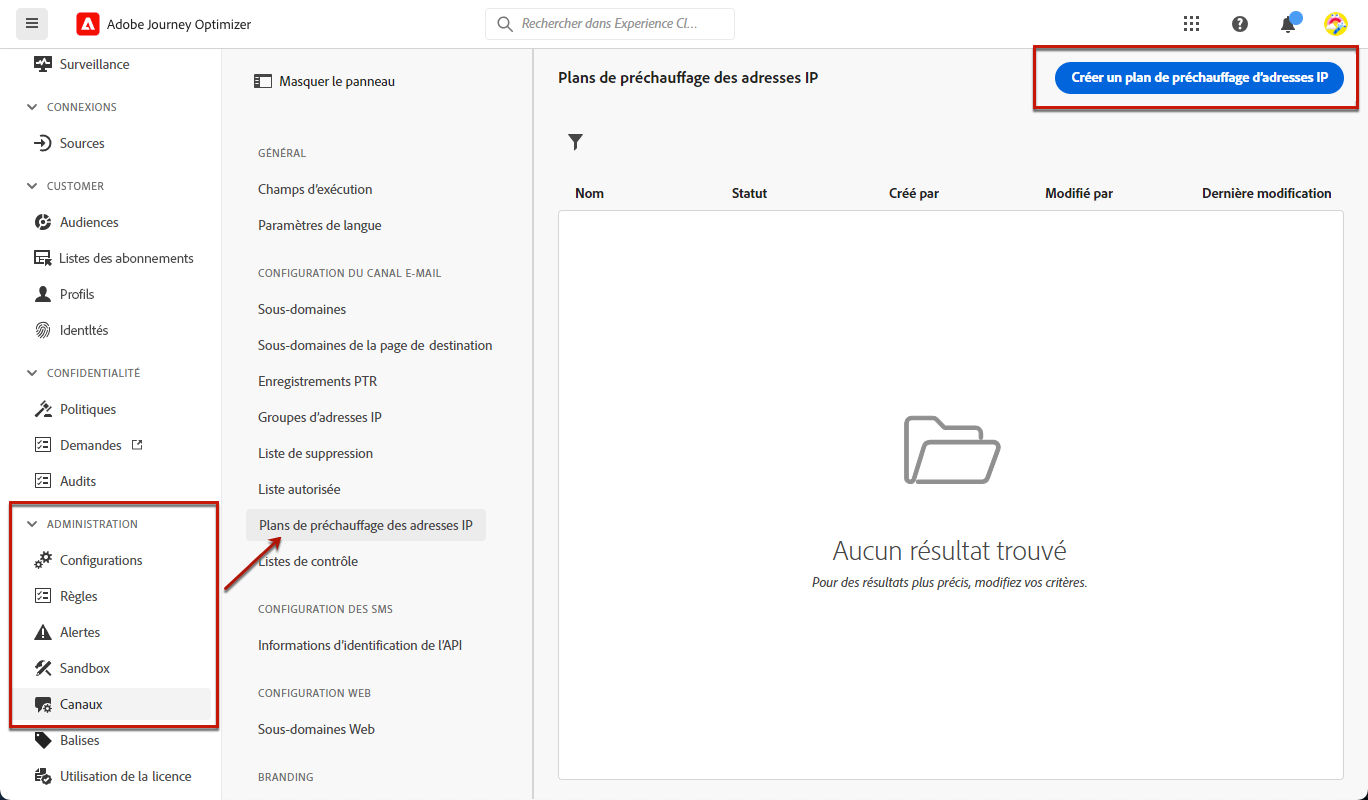 Adobe Journey Optimizer
Rechercher dans Experience Cl...
Surveillance
CONNEXIONS
Sources
CUSTOMER
Audiences
Listes des abonnements
Profils
Identltés
CONFIDENTIALITÉ
Politiques
Demandes
Audits
ADMINISTRATION
Configurations
Règles
Alertes
Sandbox
Canaux
Balises
Utilisation de la licence
Masquer le panneau
GÉNÉRAL
Champs d'exécution
Paramètres de langue
CONFIGURATION DU CANAL E-MAIL
Sous-domaines
Sous-domaines de la page de destination
Enregistrements PTR
Groupes d'adresses IP
Liste de suppression
Liste autorisée
Plans de préchauffage des adresses IP
Listes de contrôle
CONFIGURATION DES SMS
Informations d'identification de l'API
CONFIGURATION WEB
Sous-domaines Web
BRANDING
Plans de préchauffage des adresses IP
Créer un plan de préchauffage d'adresses IP
Nom Statut Créé par Modifié par Dernière modification
Aucun résultat trouvé
Pour des résultats plus précis, modifiez vos critères.